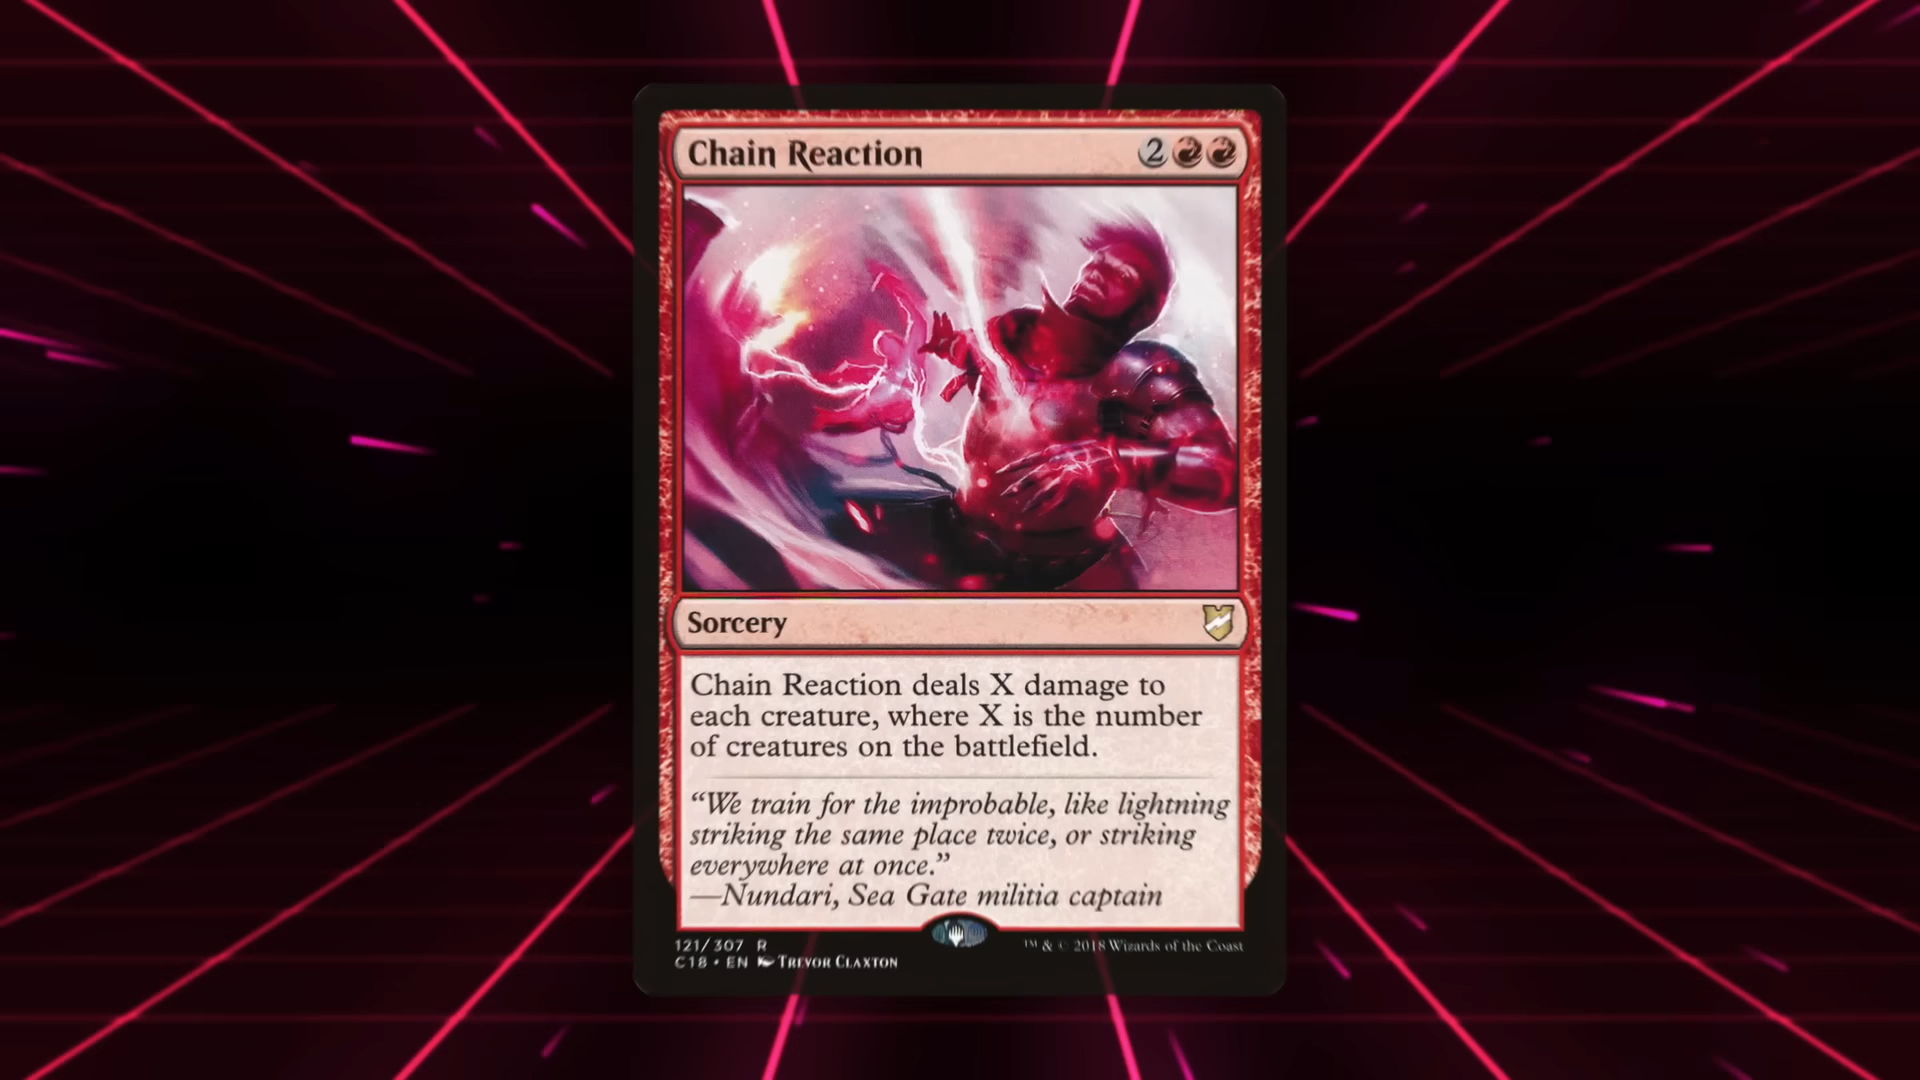 Chain Reaction 2
Sorcery
Chain Reaction deals X damage to
each creature, where X is the number
of creatures on the battlefield.
“We train for the improbable, like lightning
striking the same place twice, or striking
everywhere at once.”
—Nundari, Sea Gate militia captain
121/307 R
™ & © 2018 Wizards of the Coast
C18 • EN Trevor Claxton